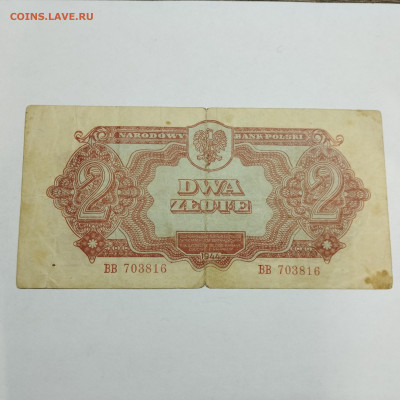 COINS.LAVE.RU
NARODOWY BANK POLSKI
2 DWA 2
ZŁOTE
1944
BB 703816 BB 703816